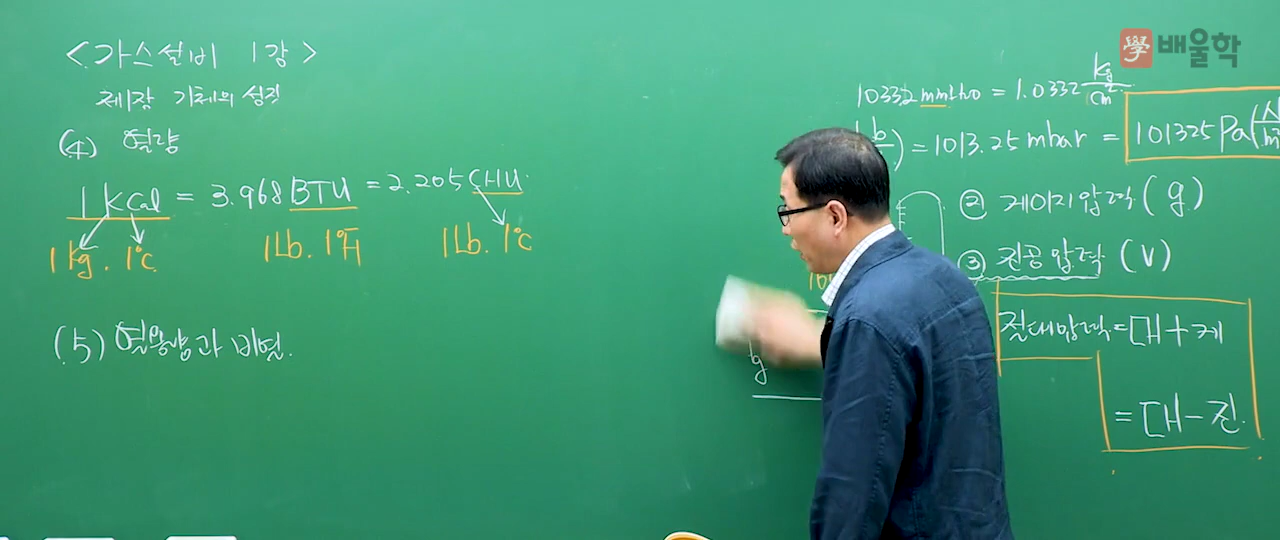 <가스설비 1강>
제1장 기체의 성질
(4) 열량
1 kcal = 3.968 BTU = 2.205 CHU
1kg. 1℃ 1Lb. 1℉ 1Lb. 1℃
(5) 열용량과 비열.
學 배울학
10332 mmH₂O = 1.0332 kg/cm²
) = 1013.25 mbar = 101325 Pa(
② 게이지압력(g)
③ 진공압력(v)
절대압력 = 대 + 게
= 대 - 진.
g